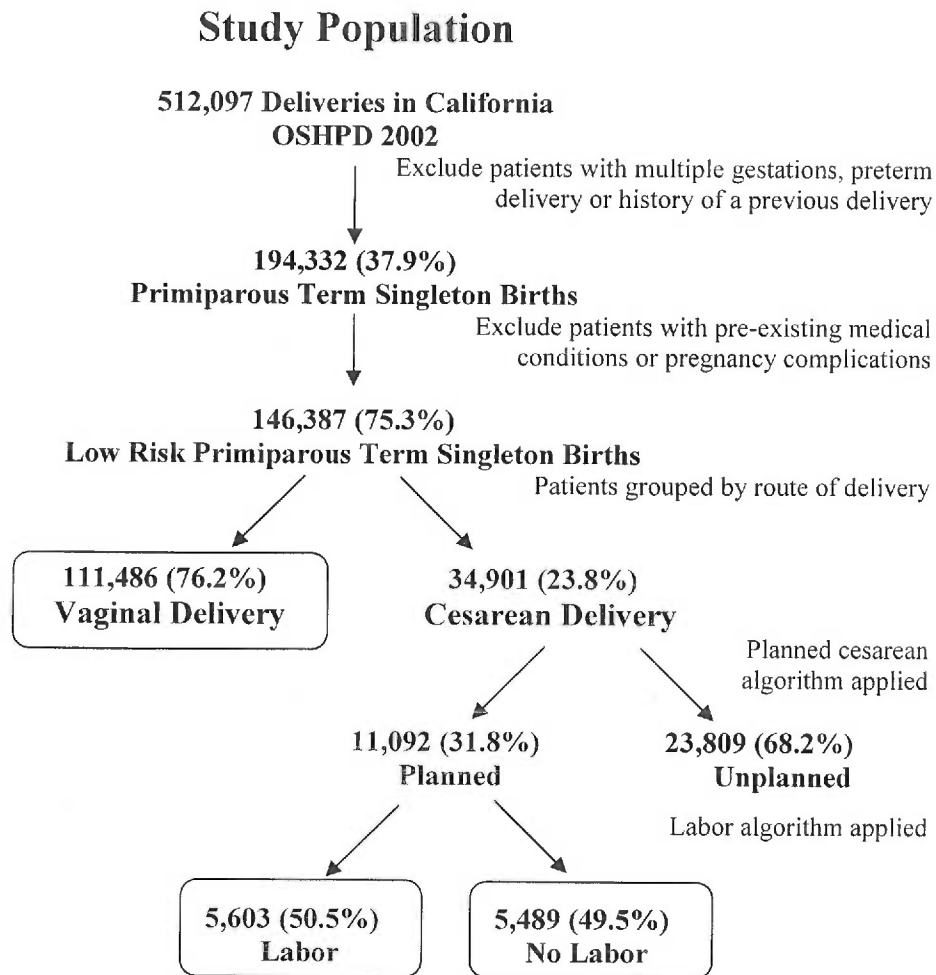 Study Population
512,097 Deliveries in California
OSHPD 2002
Exclude patients with multiple gestations, preterm
delivery or history of a previous delivery
194,332 (37.9%)
Primiparous Term Singleton Births
Exclude patients with pre-existing medical
conditions or pregnancy complications
146,387 (75.3%)
Low Risk Primiparous Term Singleton Births
Patients grouped by route of delivery
111,486 (76.2%)
Vaginal Delivery
34,901 (23.8%)
Cesarean Delivery
Planned cesarean
algorithm applied
11,092 (31.8%)
Planned
23,809 (68.2%)
Unplanned
Labor algorithm applied
5,603 (50.5%)
Labor
5,489 (49.5%)
No Labor